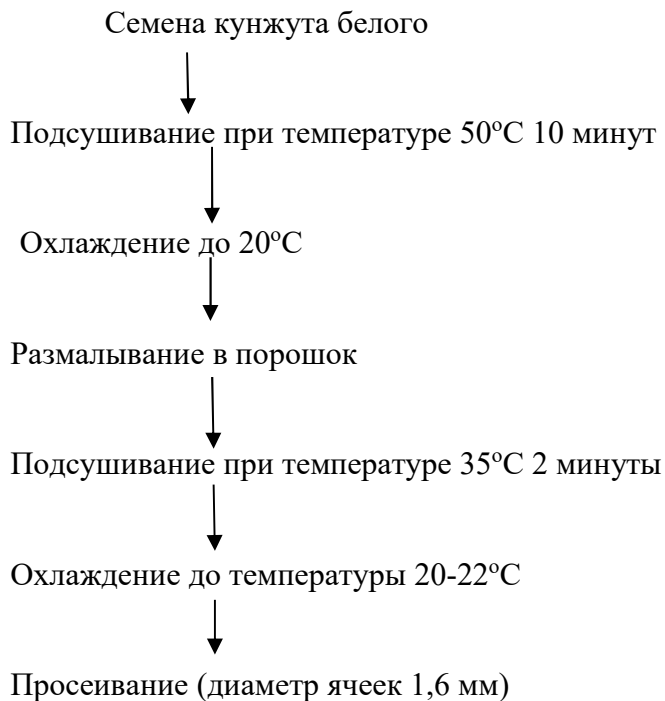 Семена кунжута белого
Подсушивание при температуре 50ºС 10 минут
Охлаждение до 20ºС
Размалывание в порошок
Подсушивание при температуре 35ºС 2 минуты
Охлаждение до температуры 20-22ºС
Просеивание (диаметр ячеек 1,6 мм)